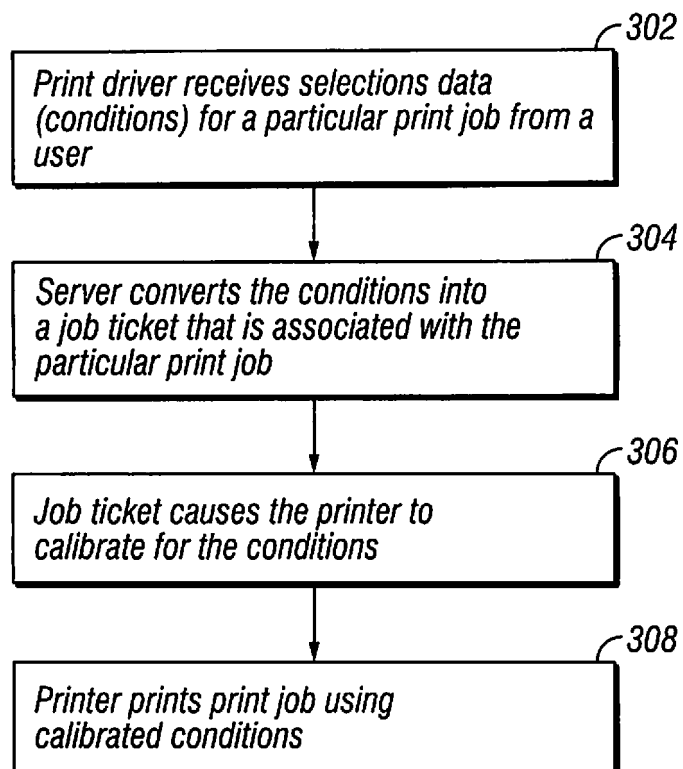 302
Print driver receives selections data
(conditions) for a particular print job from a
user
304
Server converts the conditions into
a job ticket that is associated with the
particular print job
306
Job ticket causes the printer to
calibrate for the conditions
308
Printer prints print job using
calibrated conditions